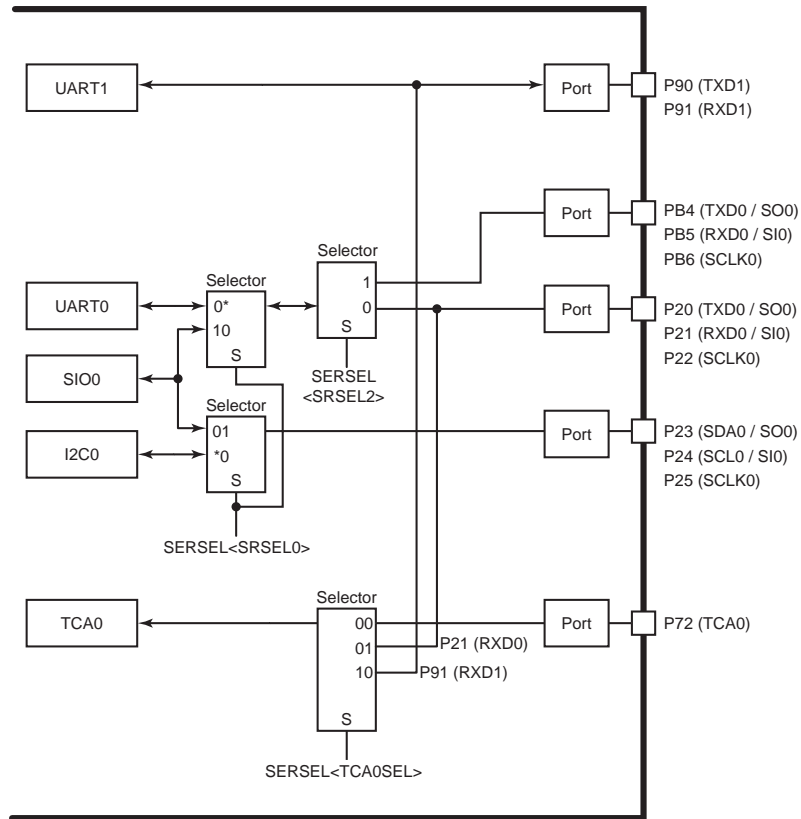 UART1
Port
P90 (TXD1)
P91 (RXD1)
Port
PB4 (TXD0 / SO0)
PB5 (RXD0 / SI0)
PB6 (SCLK0)
Selector
1
0
S
SERSEL
<SRSEL2>
Selector
0*
10
S
UART0
Port
P20 (TXD0 / SO0)
P21 (RXD0 / SI0)
P22 (SCLK0)
SIO0
Selector
01
*0
S
I2C0
Port
P23 (SDA0 / SO0)
P24 (SCL0 / SI0)
P25 (SCLK0)
SERSEL<SRSEL0>
Selector
TCA0
00
01
10
S
P21 (RXD0)
P91 (RXD1)
Port
P72 (TCA0)
SERSEL<TCA0SEL>